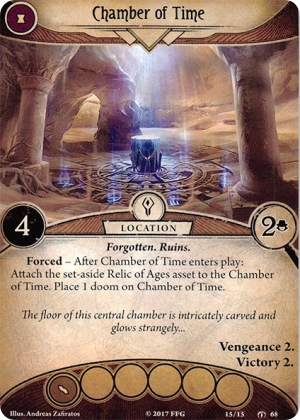 Chamber of Time
4
LOCATION
2
Forgotten. Ruins.
Forced – After Chamber of Time enters play:
Attach the set-aside Relic of Ages asset to the Chamber
of Time. Place 1 doom on Chamber of Time.
The floor of this central chamber is intricately carved and
glows strangely...
Vengeance 2.
Victory 2.
Illus. Andreas Zafiratos
© 2017 FFG
15/15
68